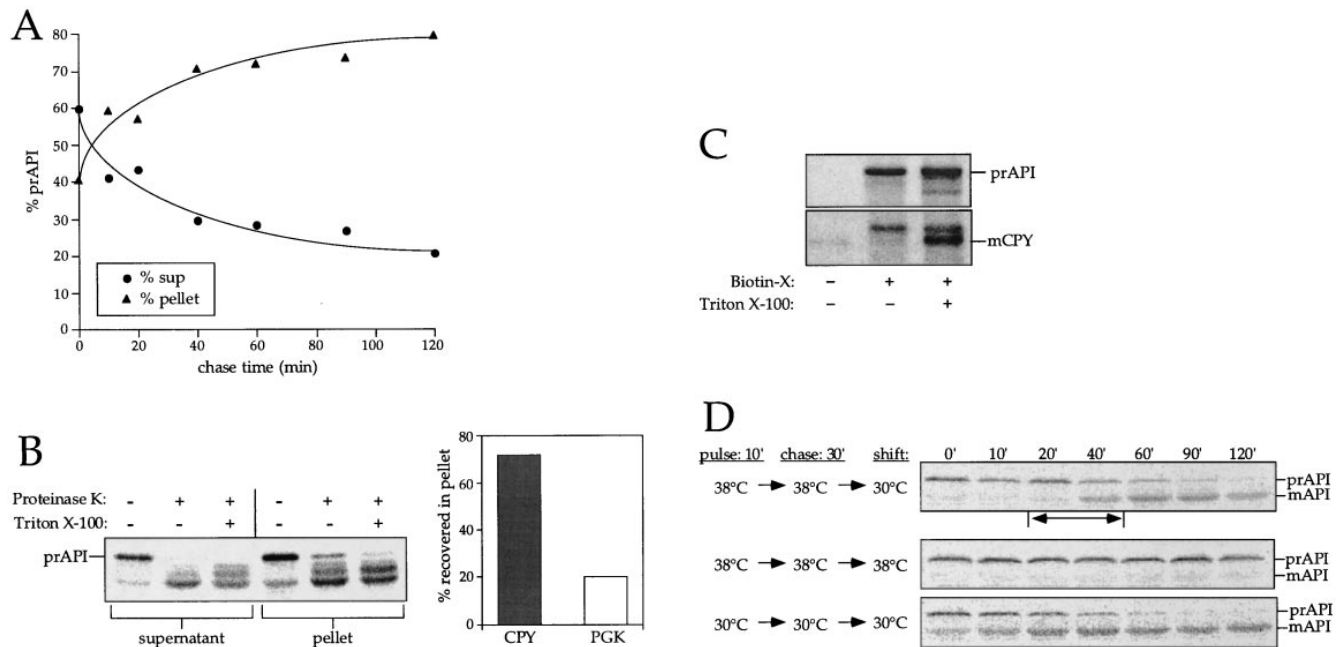 A
% prAPI
80
70
60
50
40
30
20
10
0
% sup
% pellet
0 20 40 60 80 100 120
chase time (min)
B
Proteinase K: - + + - + +
Triton X-100: - - + - - +
prAPI
supernatant pellet
% recovered in pellet
80
60
40
20
0
CPY PGK
C
prAPI
mCPY
Biotin-X: - + +
Triton X-100: - - +
D
pulse: 10' chase: 30' shift: 0' 10' 20' 40' 60' 90' 120'
38°C 38°C 30°C
prAPI
mAPI
38°C 38°C 38°C
prAPI
mAPI
30°C 30°C 30°C
prAPI
mAPI